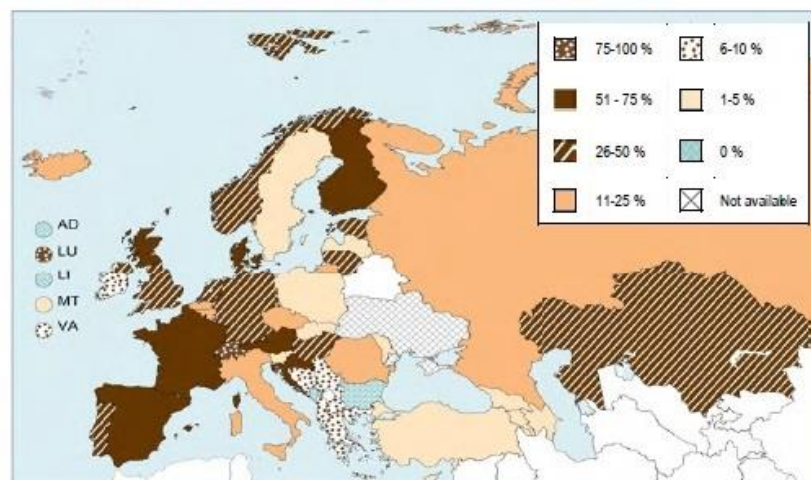 75-100 %
6-10 %
51 - 75 %
1-5 %
26-50 %
0 %
11-25 %
Not available
AD
LU
LI
MT
VA